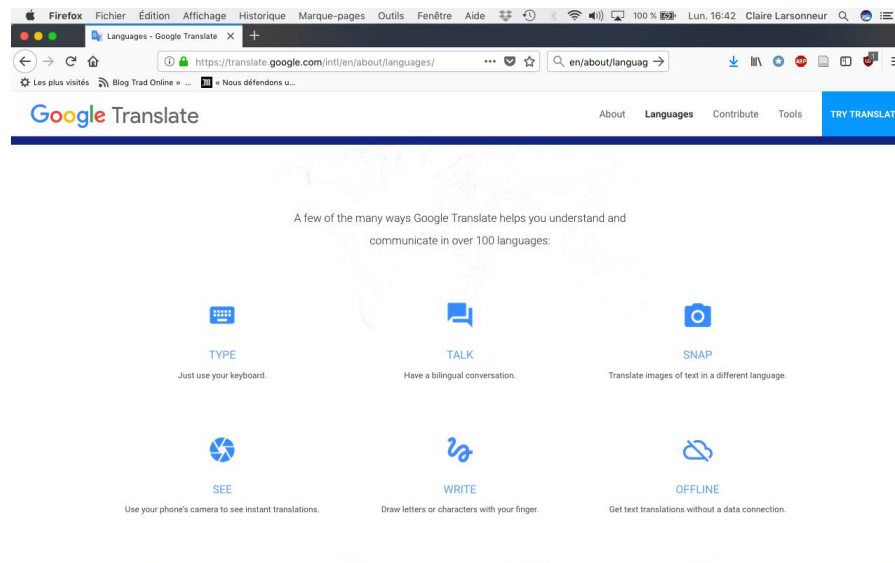 Firefox Fichier Édition Affichage Historique Marque-pages Outils Fenêtre Aide 100 % Lun. 16:42 Claire Larsonneur
Languages - Google Translate
https://translate.google.com/intl/en/about/languages/ en/about/languag
Les plus visités Blog Trad Online » ... « Nous défendons u...
Google Translate About Languages Contribute Tools TRY TRANSLAT
A few of the many ways Google Translate helps you understand and
communicate in over 100 languages:
TYPE TALK SNAP
Just use your keyboard. Have a bilingual conversation. Translate images of text in a different language.
SEE WRITE OFFLINE
Use your phone's camera to see instant translations. Draw letters or characters with your finger. Get text translations without a data connection.